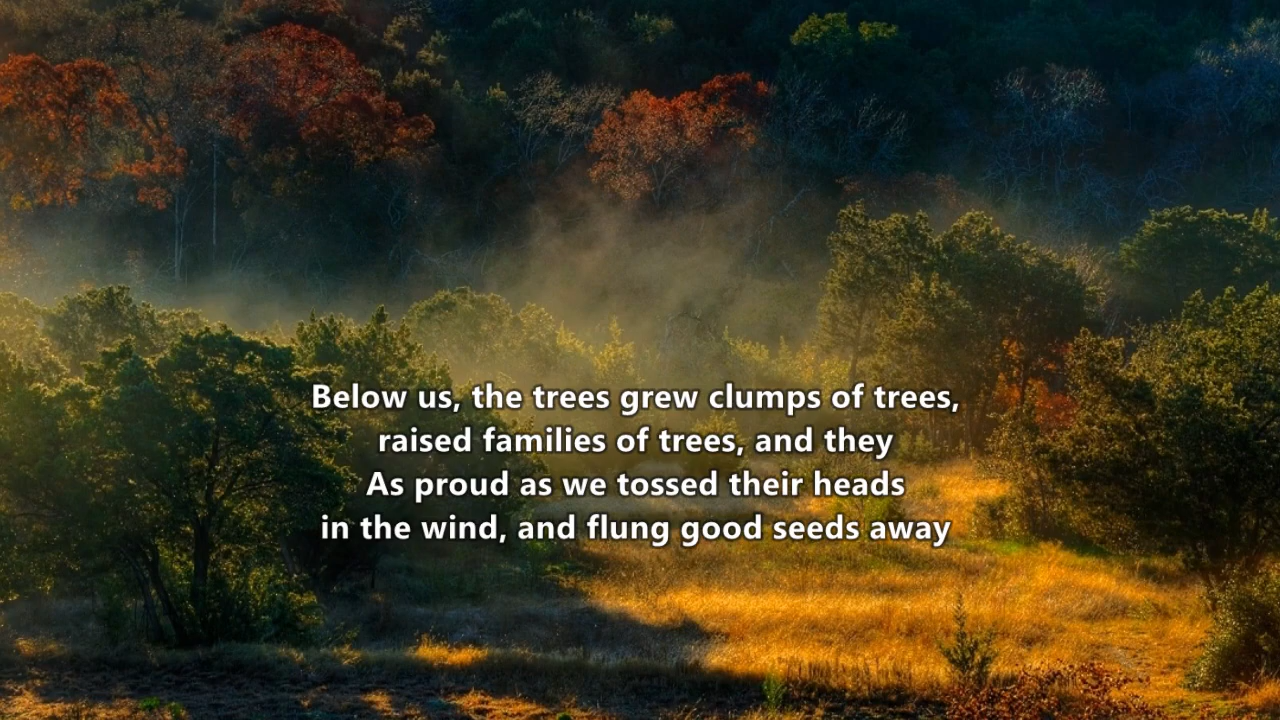 Below us, the trees grew clumps of trees,
raised families of trees, and they
As proud as we tossed their heads
in the wind, and flung good seeds away